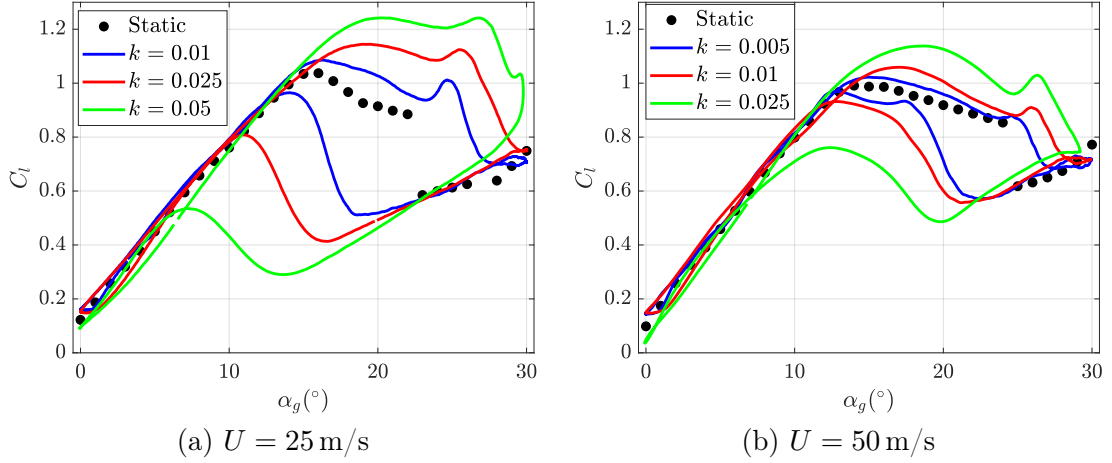 Static
k = 0.01
k = 0.025
k = 0.05
C_l
1.2
1
0.8
0.6
0.4
0.2
0
0
10
20
30
α_g(°)
(a) U = 25 m/s
Static
k = 0.005
k = 0.01
k = 0.025
C_l
1.2
1
0.8
0.6
0.4
0.2
0
0
10
20
30
α_g(°)
(b) U = 50 m/s